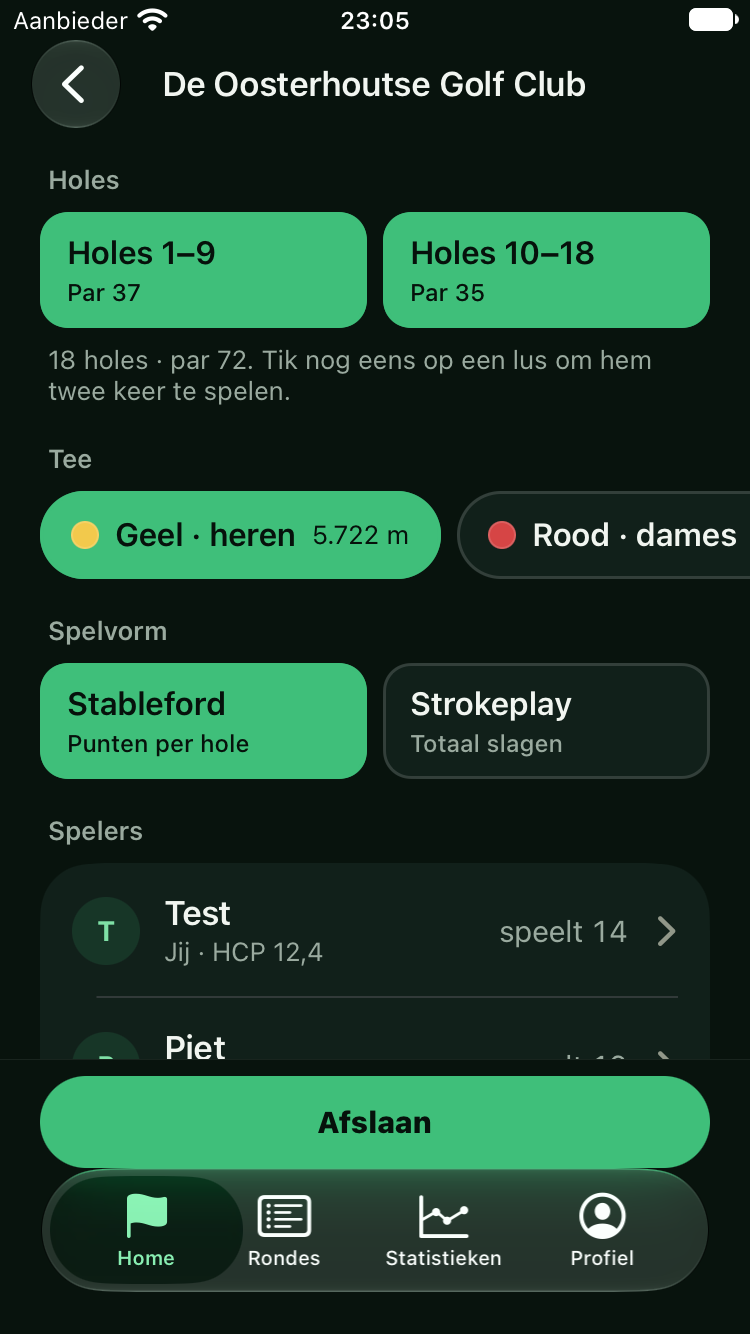 Aanbieder 23:05
De Oosterhoutse Golf Club
Holes
Holes 1–9
Par 37
Holes 10–18
Par 35
18 holes · par 72. Tik nog eens op een lus om hem
twee keer te spelen.
Tee
Geel · heren 5.722 m
Rood · dames
Spelvorm
Stableford
Punten per hole
Strokeplay
Totaal slagen
Spelers
T
Test
Jij · HCP 12,4
speelt 14
Piet
Afslaan
Home
Rondes
Statistieken
Profiel